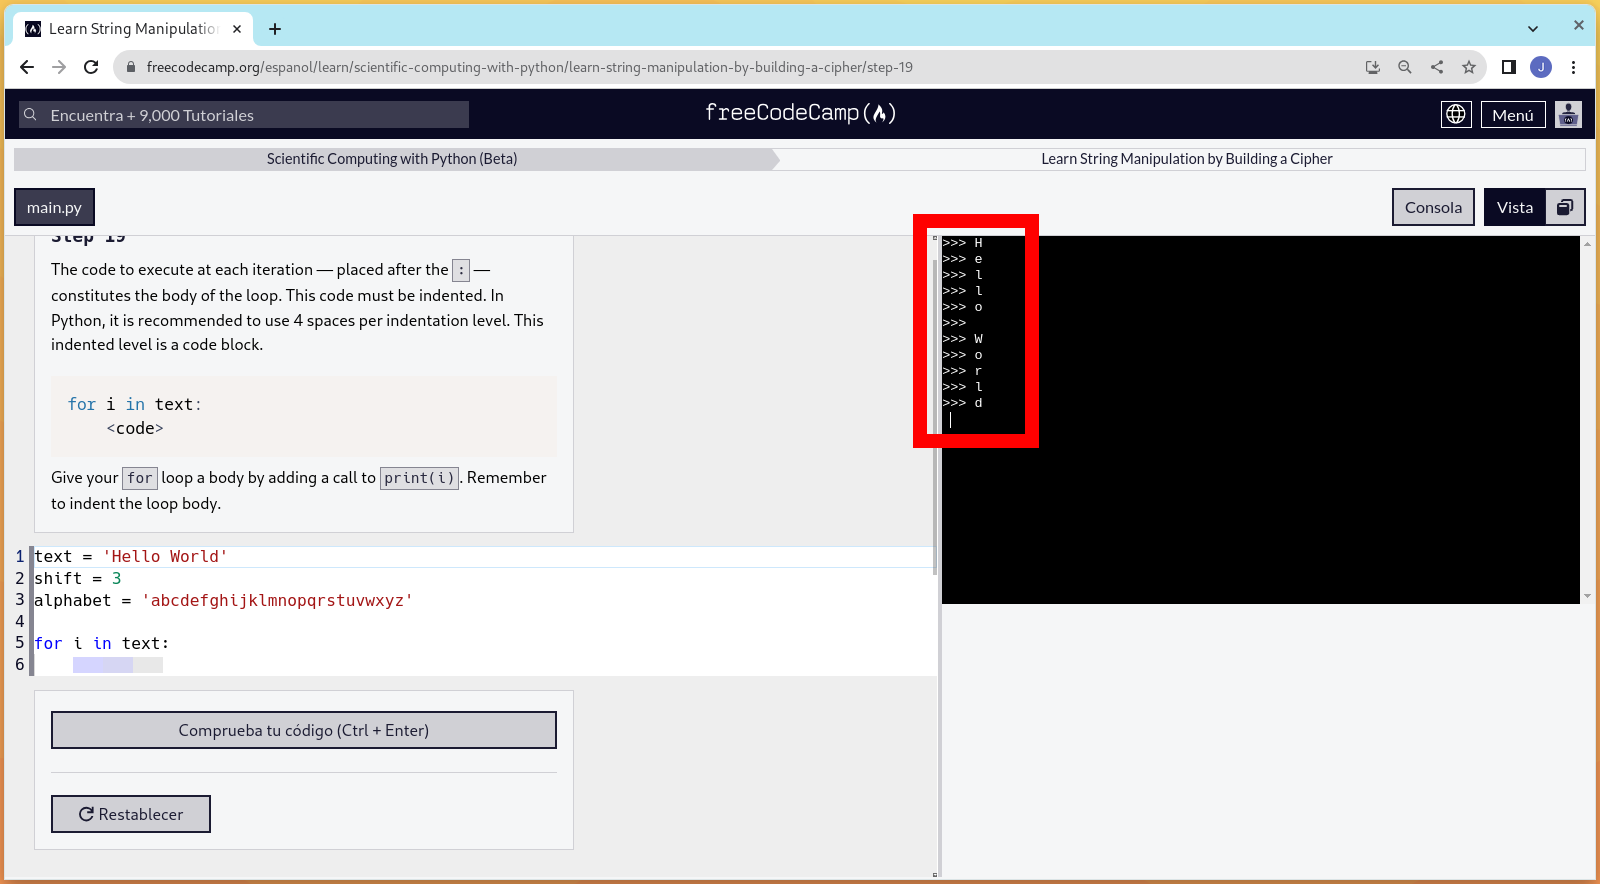 Learn String Manipulatio
freecodecamp.org/espanol/learn/scientific-computing-with-python/learn-string-manipulation-by-building-a-cipher/step-19
J
Encuentra + 9,000 Tutoriales
freeCodeCamp
Menú
Scientific Computing with Python (Beta)
Learn String Manipulation by Building a Cipher
main.py
Consola
Vista
Step 19
The code to execute at each iteration — placed after the : —
constitutes the body of the loop. This code must be indented. In
Python, it is recommended to use 4 spaces per indentation level. This
indented level is a code block.
for i in text:
<code>
Give your for loop a body by adding a call to print(i). Remember
to indent the loop body.
1 text = 'Hello World'
2 shift = 3
3 alphabet = 'abcdefghijklmnopqrstuvwxyz'
4
5 for i in text:
6
Comprueba tu código (Ctrl + Enter)
Restablecer
>>> H
>>> e
>>> l
>>> l
>>> o
>>>
>>> W
>>> o
>>> r
>>> l
>>> d